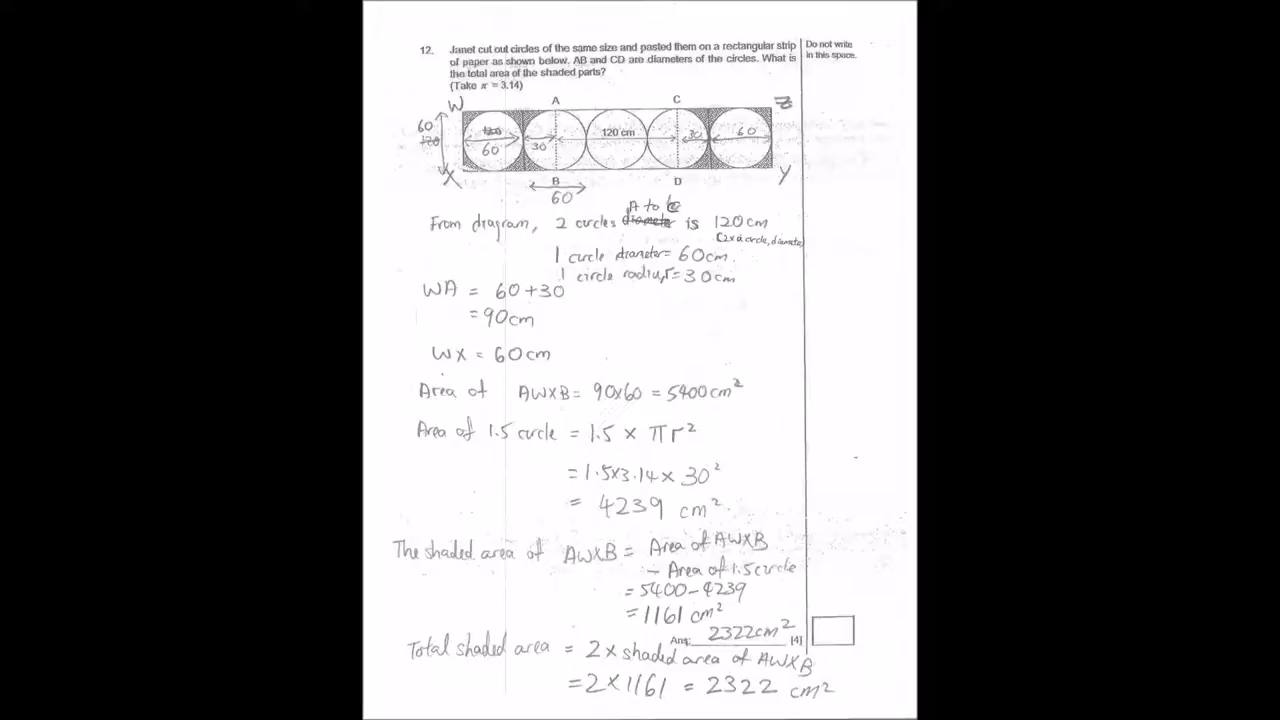 12. Janet cut out circles of the same size and pasted them on a rectangular strip
of paper as shown below. AB and CD are diameters of the circles. What is
the total area of the shaded parts?
(Take π = 3.14)
Do not write
in this space.
W A C Z
60
120
120
60
30
120 cm
30
60
X B D Y
60
From diagram, 2 circles diameter A to C is 120cm
(2 x a circle, diameter)
1 circle diameter = 60cm.
1 circle radius, r = 30cm
WA = 60 + 30
= 90cm
WX = 60cm
Area of AWXB = 90x60 = 5400cm²
Area of 1.5 circle = 1.5 x πr²
= 1.5x3.14x 30²
= 4239 cm².
The shaded area of AWXB = Area of AWXB
- Area of 1.5 circle
= 5400 - 4239
= 1161 cm²
Ans: 2322cm² [4]
Total shaded area = 2 x shaded area of AWXB
= 2 x 1161 = 2322 cm²